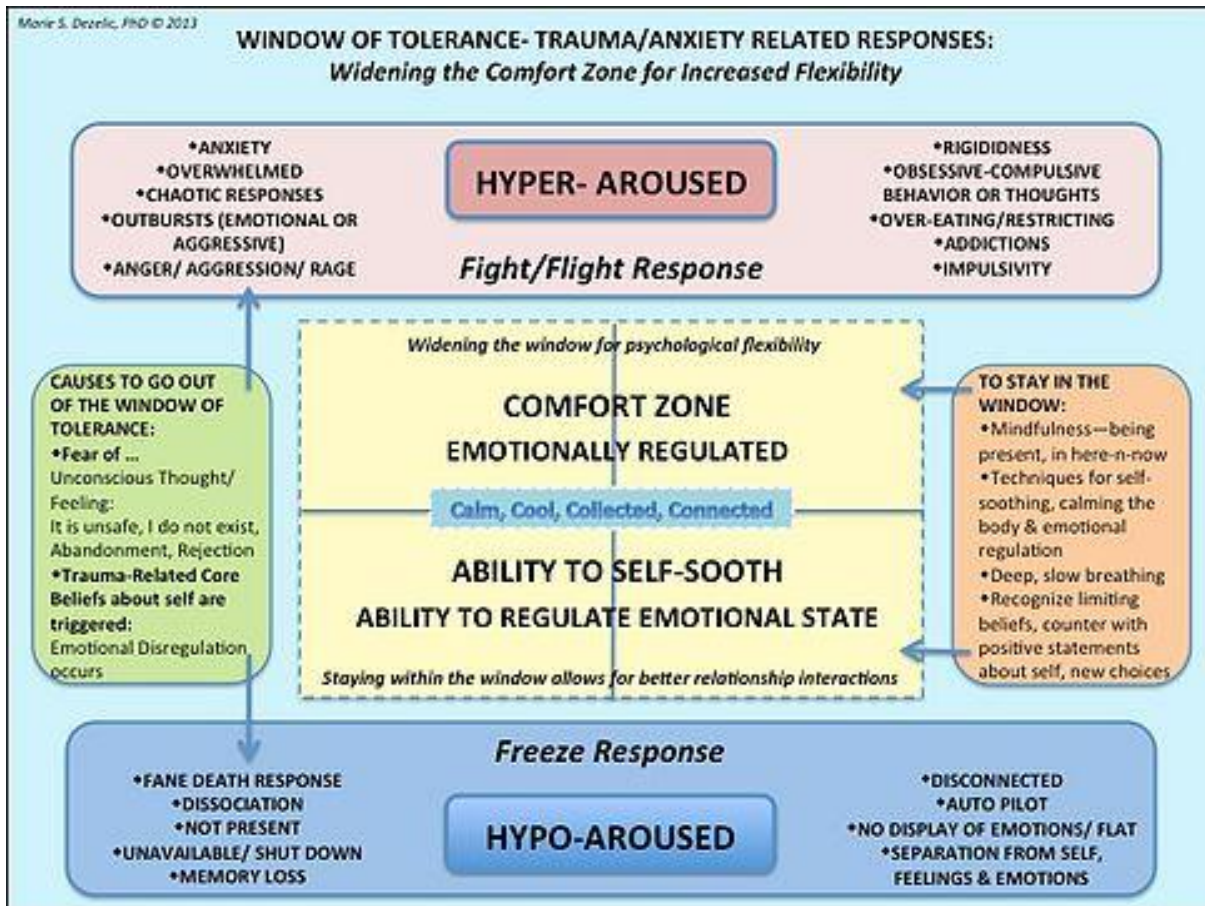 Marie S. Dezelic, PhD © 2013
WINDOW OF TOLERANCE- TRAUMA/ANXIETY RELATED RESPONSES:
Widening the Comfort Zone for Increased Flexibility
•ANXIETY
•OVERWHELMED
•CHAOTIC RESPONSES
•OUTBURSTS (EMOTIONAL OR
AGGRESSIVE)
•ANGER/ AGGRESSION/ RAGE
HYPER- AROUSED
Fight/Flight Response
•RIGIDIDNESS
•OBSESSIVE-COMPULSIVE
BEHAVIOR OR THOUGHTS
•OVER-EATING/RESTRICTING
•ADDICTIONS
•IMPULSIVITY
CAUSES TO GO OUT
OF THE WINDOW OF
TOLERANCE:
•Fear of ...
Unconscious Thought/
Feeling:
It is unsafe, I do not exist,
Abandonment, Rejection
•Trauma-Related Core
Beliefs about self are
triggered:
Emotional Disregulation
occurs
Widening the window for psychological flexibility
COMFORT ZONE
EMOTIONALLY REGULATED
Calm, Cool, Collected, Connected
ABILITY TO SELF-SOOTH
ABILITY TO REGULATE EMOTIONAL STATE
Staying within the window allows for better relationship interactions
TO STAY IN THE
WINDOW:
•Mindfulness—being
present, in here-n-now
•Techniques for self-
soothing, calming the
body & emotional
regulation
•Deep, slow breathing
•Recognize limiting
beliefs, counter with
positive statements
about self, new choices
Freeze Response
•FANE DEATH RESPONSE
•DISSOCIATION
•NOT PRESENT
•UNAVAILABLE/ SHUT DOWN
•MEMORY LOSS
HYPO-AROUSED
•DISCONNECTED
•AUTO PILOT
•NO DISPLAY OF EMOTIONS/ FLAT
•SEPARATION FROM SELF,
FEELINGS & EMOTIONS